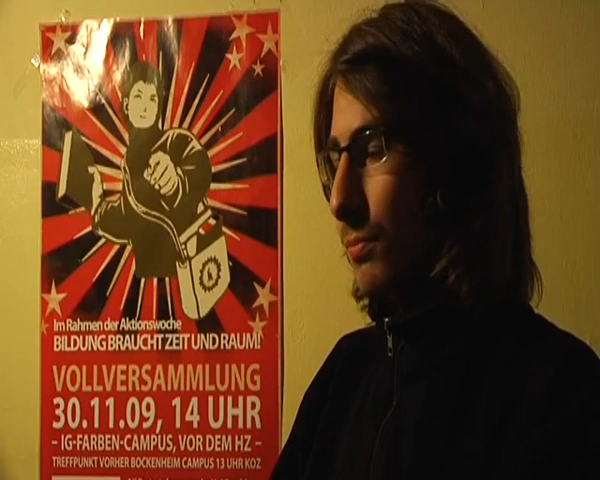 Im Rahmen der Aktionswoche
BILDUNG BRAUCHT ZEIT UND RAUM!
VOLLVERSAMMLUNG
30.11.09, 14 UHR
– IG-FARBEN-CAMPUS, VOR DEM HZ –
TREFFPUNKT VORHER BOCKENHEIM CAMPUS 13 UHR KOZ